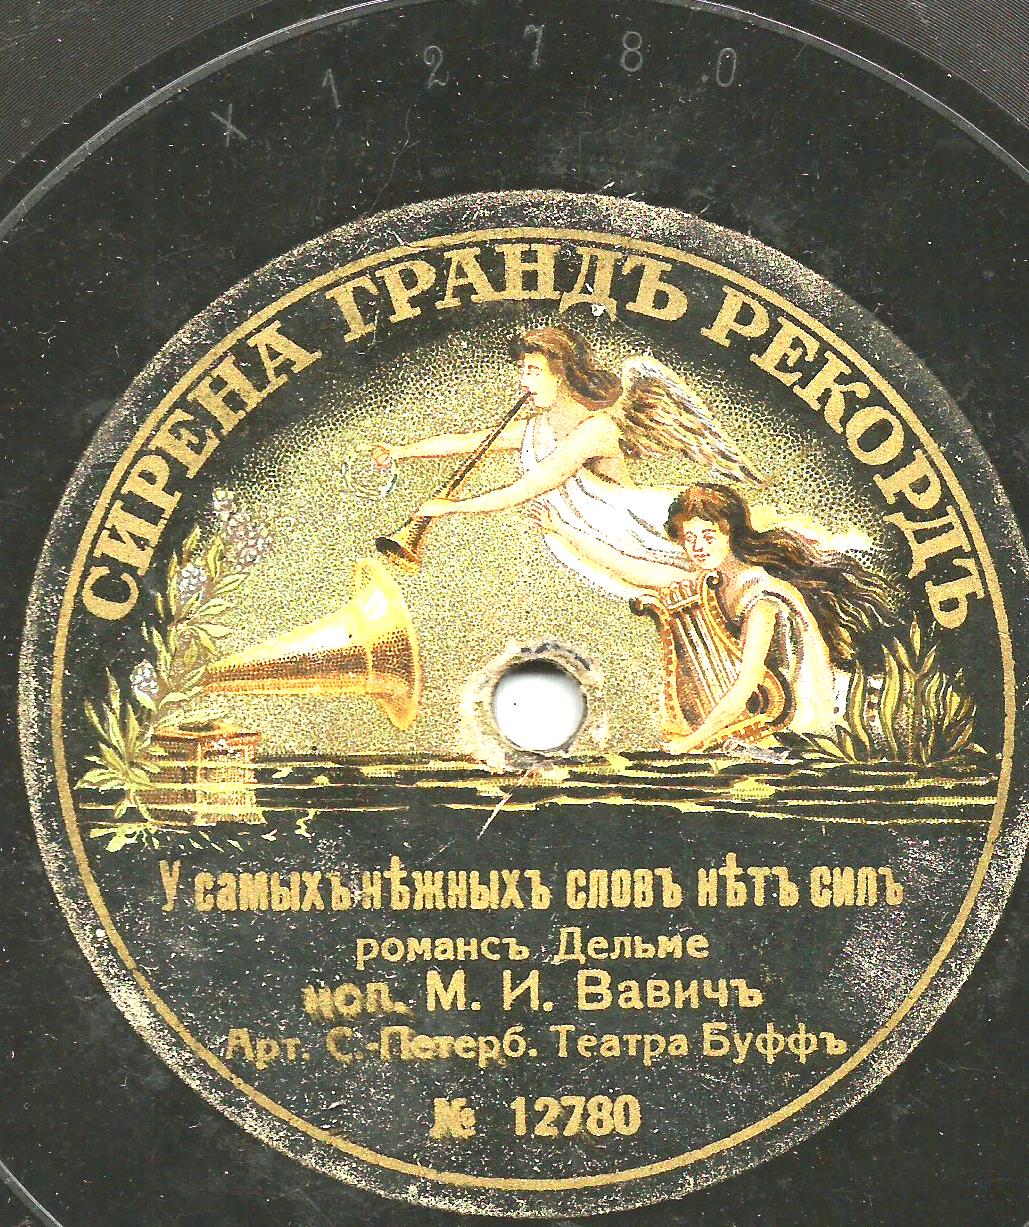 X 12780
СИРЕНА ГРАНДЪ РЕКОРДЪ
У самыхъ нѣжныхъ словъ нѣтъ силъ
романсъ Дельме
исп. М. И. Вавичъ
Арт. С.-Петерб. Театра Буффъ
№ 12780